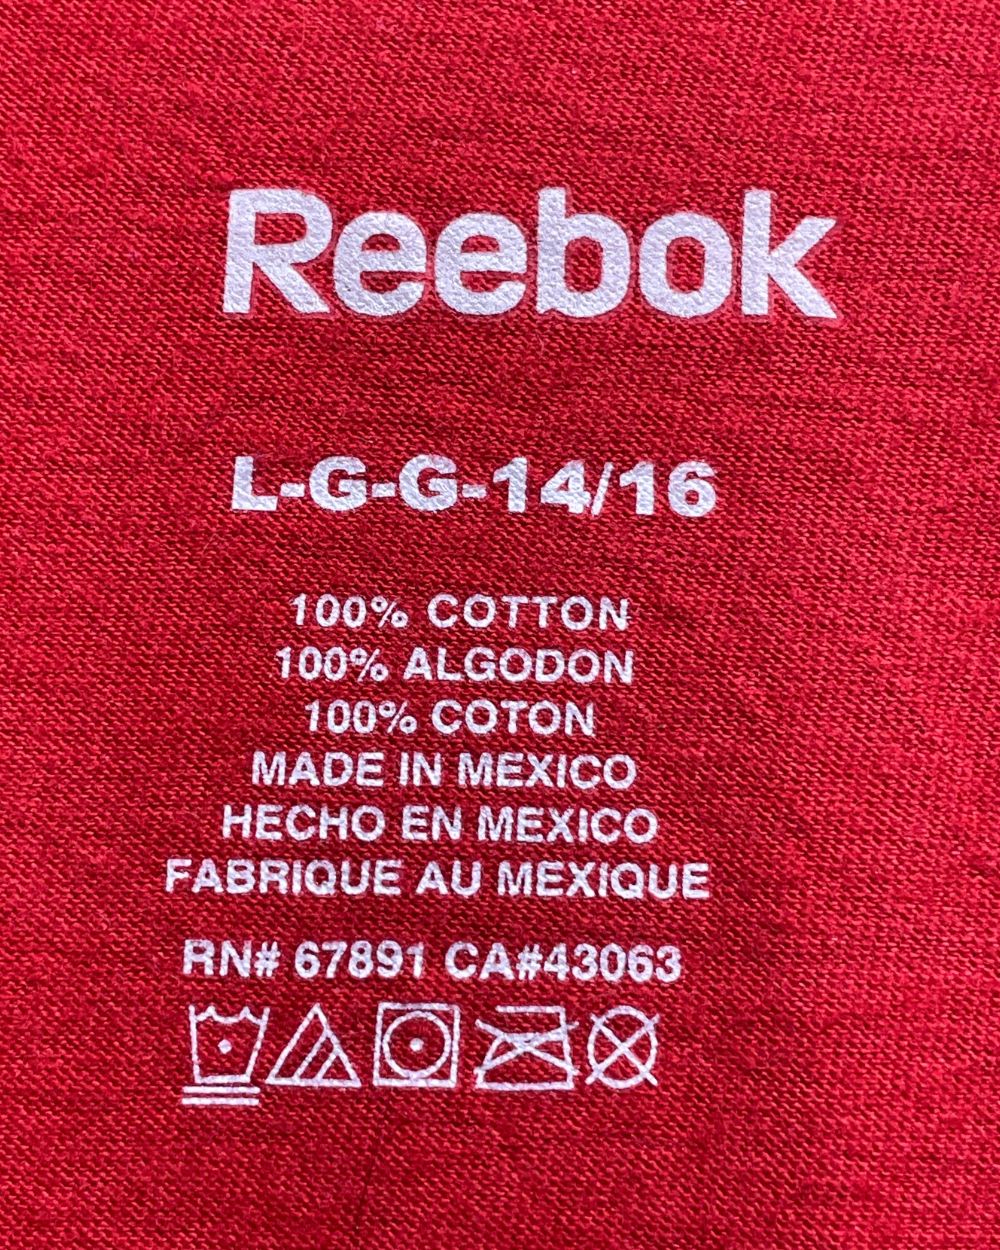 Reebok
L-G-G-14/16
100% COTTON
100% ALGODON
100% COTON
MADE IN MEXICO
HECHO EN MEXICO
FABRIQUE AU MEXIQUE
RN# 67891 CA#43063